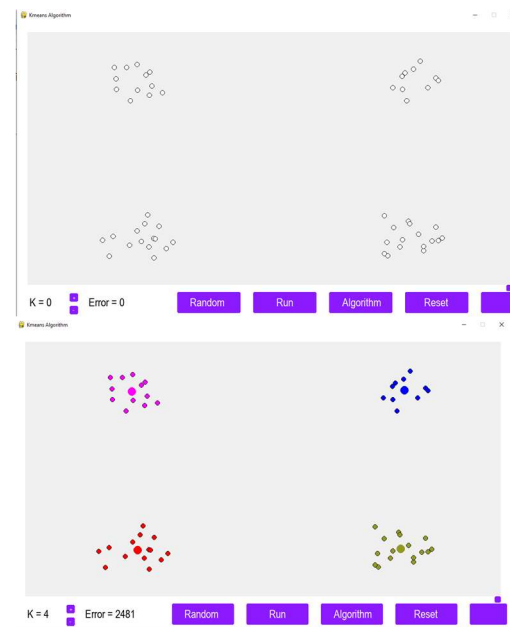 Kmeans Algorithm
K = 0 + - Error = 0 Random Run Algorithm Reset
Kmeans Algorithm
K = 4 + - Error = 2481 Random Run Algorithm Reset